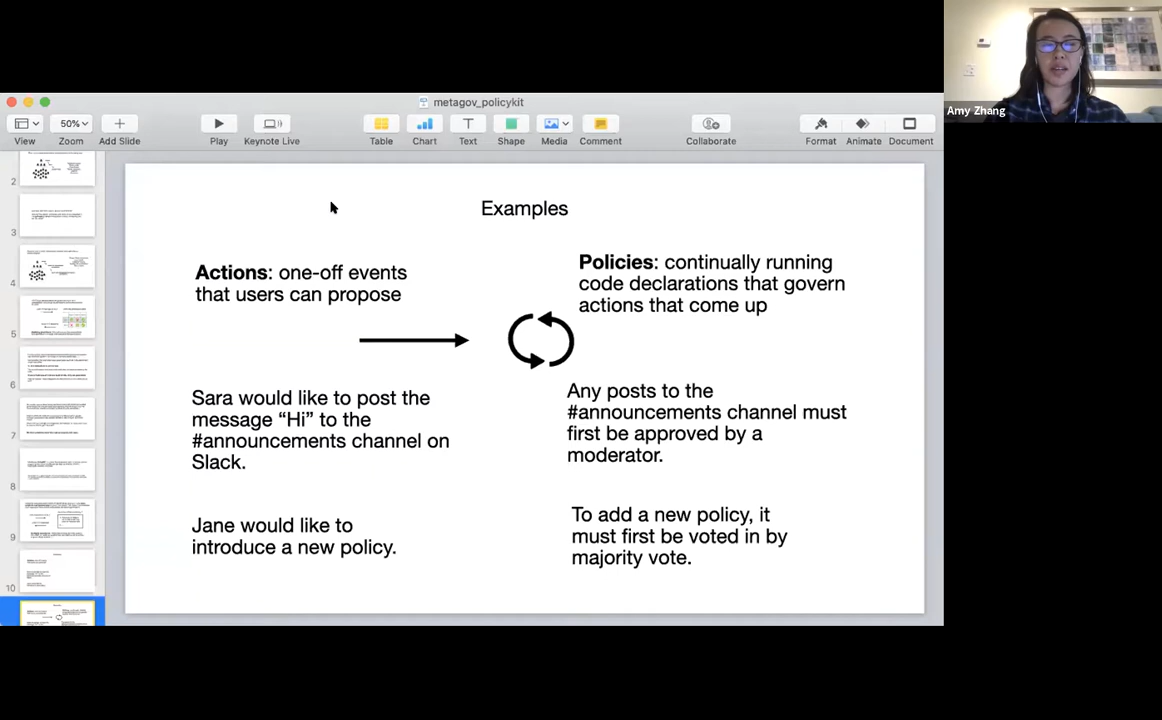 metagov_policykit
50%
View
Zoom
Add Slide
Play
Keynote Live
Table
Chart
Text
Shape
Media
Comment
Collaborate
Format
Animate
Document
Amy Zhang
2
3
4
5
6
7
8
9
10
Examples
Actions: one-off events
that users can propose
Policies: continually running
code declarations that govern
actions that come up
Sara would like to post the
message “Hi” to the
#announcements channel on
Slack.
Any posts to the
#announcements channel must
first be approved by a
moderator.
Jane would like to
introduce a new policy.
To add a new policy, it
must first be voted in by
majority vote.